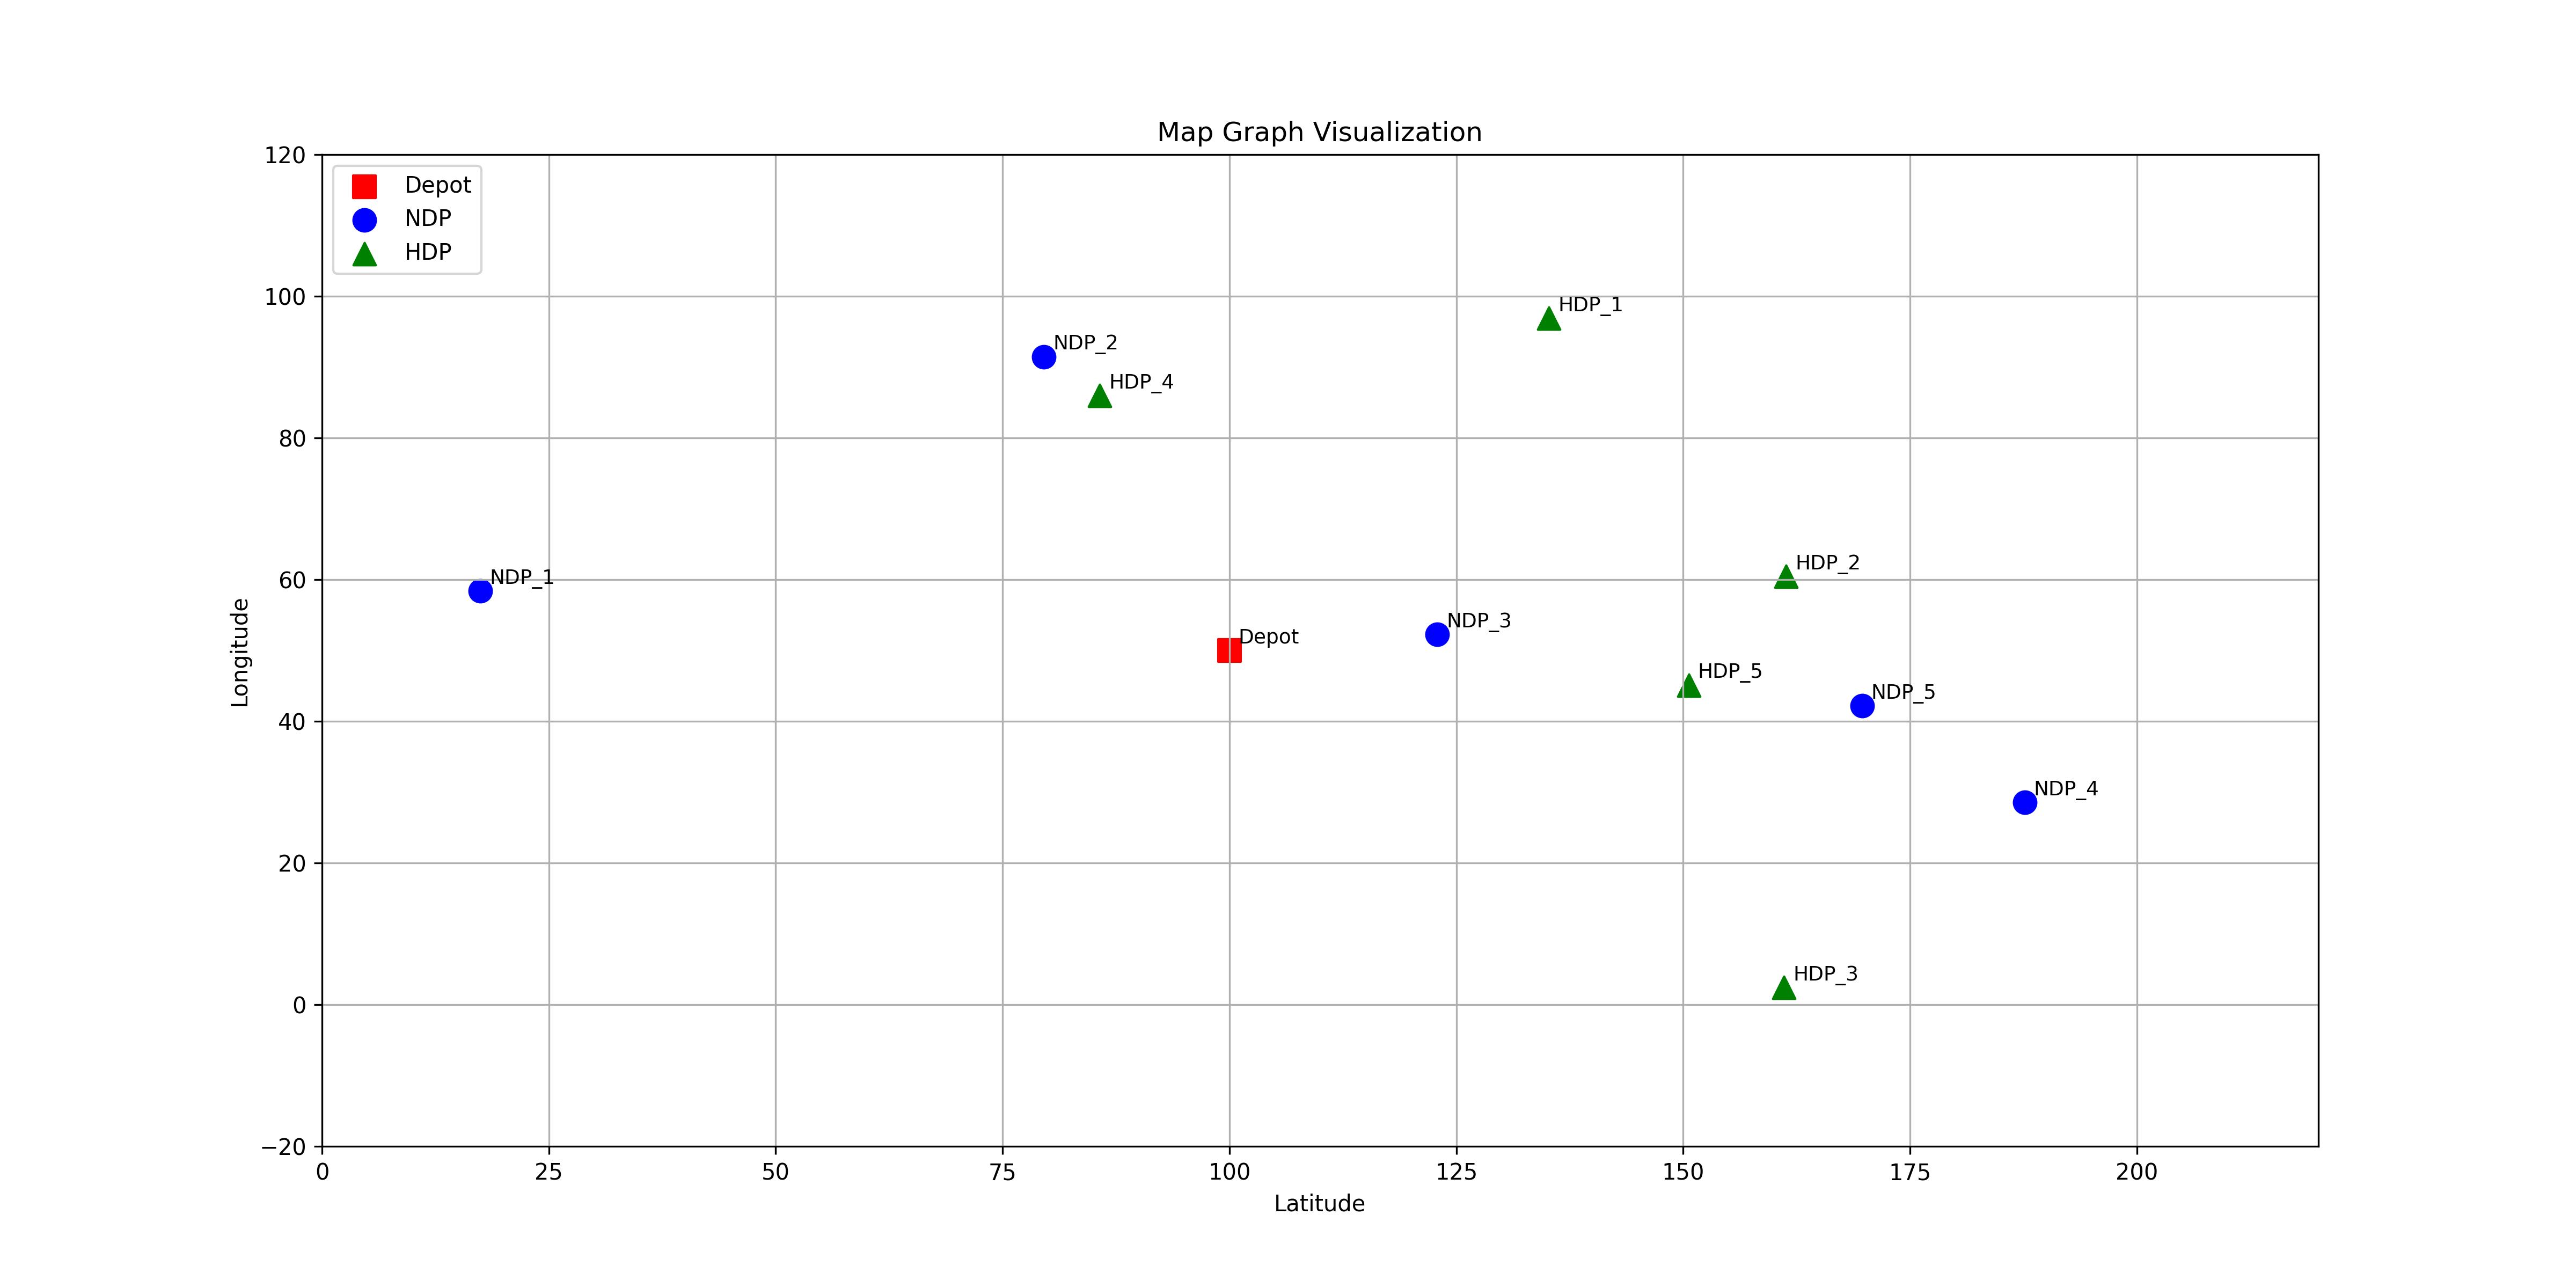 Map Graph Visualization
120
100
80
60
40
20
0
−20
Longitude
Depot
NDP
HDP
HDP_1
NDP_2
HDP_4
NDP_1
HDP_2
NDP_3
Depot
HDP_5
NDP_5
NDP_4
HDP_3
0 25 50 75 100 125 150 175 200
Latitude